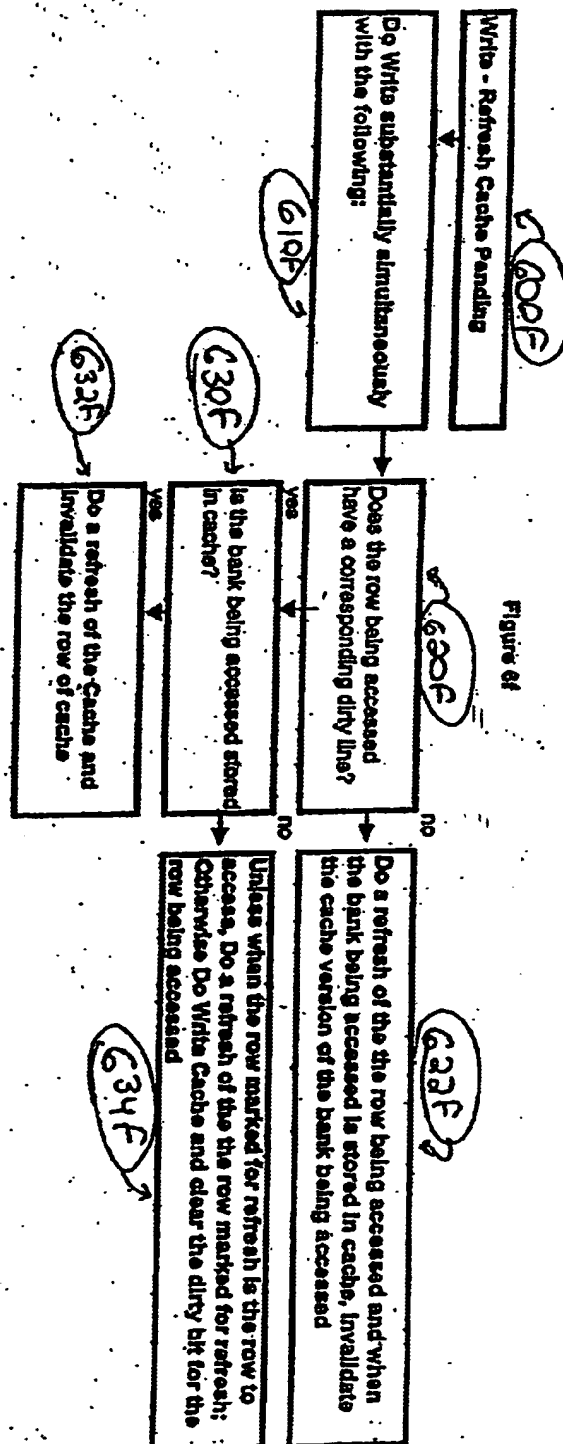 Figure 6f
600F
Write - Refresh Cache Pending
Do Write substantially simultaneously
with the following:
610F
620F
Does the row being accessed
have a corresponding dirty line?
yes
no
622F
Do a refresh of the the row being accessed and when
the bank being accessed is stored in cache, invalidate
the cache version of the bank being accessed
630F
Is the bank being accessed stored
in cache?
yes
no
632F
Do a refresh of the Cache and
invalidate the row of cache
Unless when the row marked for refresh is the row to
access, Do a refresh of the the row marked for refresh;
Otherwise Do Write Cache and clear the dirty bit for the
row being accessed
634F